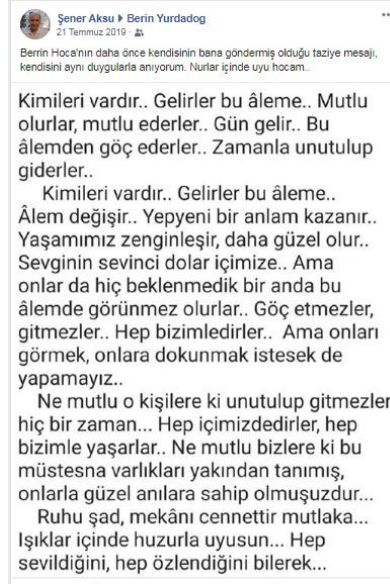 Şener Aksu ▸ Berin Yurdadog
21 Temmuz 2019 ·
Berrin Hoca'nın daha önce kendisinin bana göndermiş olduğu taziye mesajı,
kendisini aynı duygularla anıyorum. Nurlar içinde uyu hocam..
Kimileri vardır.. Gelirler bu âleme.. Mutlu
olurlar, mutlu ederler.. Gün gelir.. Bu
âlemden göç ederler.. Zamanla unutulup
giderler..
Kimileri vardır.. Gelirler bu âleme..
Âlem değişir.. Yepyeni bir anlam kazanır..
Yaşamımız zenginleşir, daha güzel olur..
Sevginin sevinci dolar içimize.. Ama
onlar da hiç beklenmedik bir anda bu
âlemde görünmez olurlar.. Göç etmezler,
gitmezler.. Hep bizimledirler.. Ama onları
görmek, onlara dokunmak istesek de
yapamayız..
Ne mutlu o kişilere ki unutulup gitmezler
hiç bir zaman... Hep içimizdedirler, hep
bizimle yaşarlar.. Ne mutlu bizlere ki bu
müstesna varlıkları yakından tanımış,
onlarla güzel anılara sahip olmuşuzdur...
Ruhu şad, mekânı cennettir mutlaka...
Işıklar içinde huzurla uyusun... Hep
sevildiğini, hep özlendiğini bilerek...